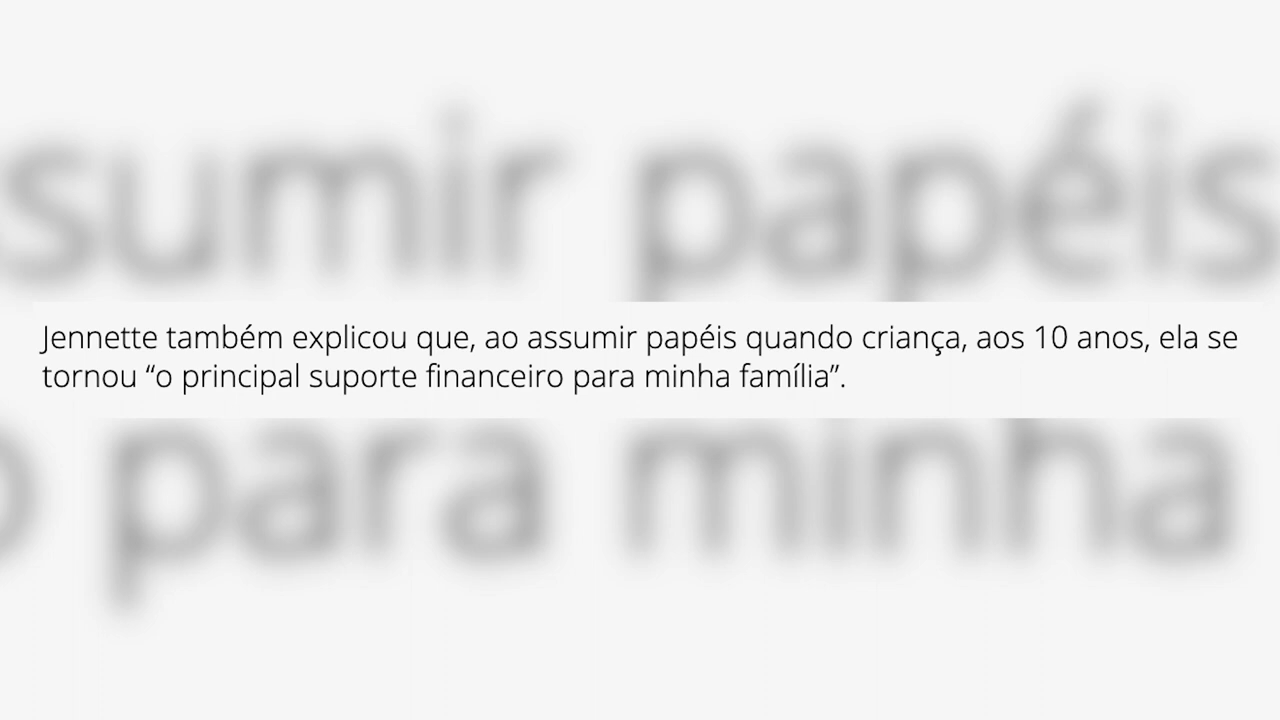 Jennette também explicou que, ao assumir papéis quando criança, aos 10 anos, ela se
tornou “o principal suporte financeiro para minha família”.